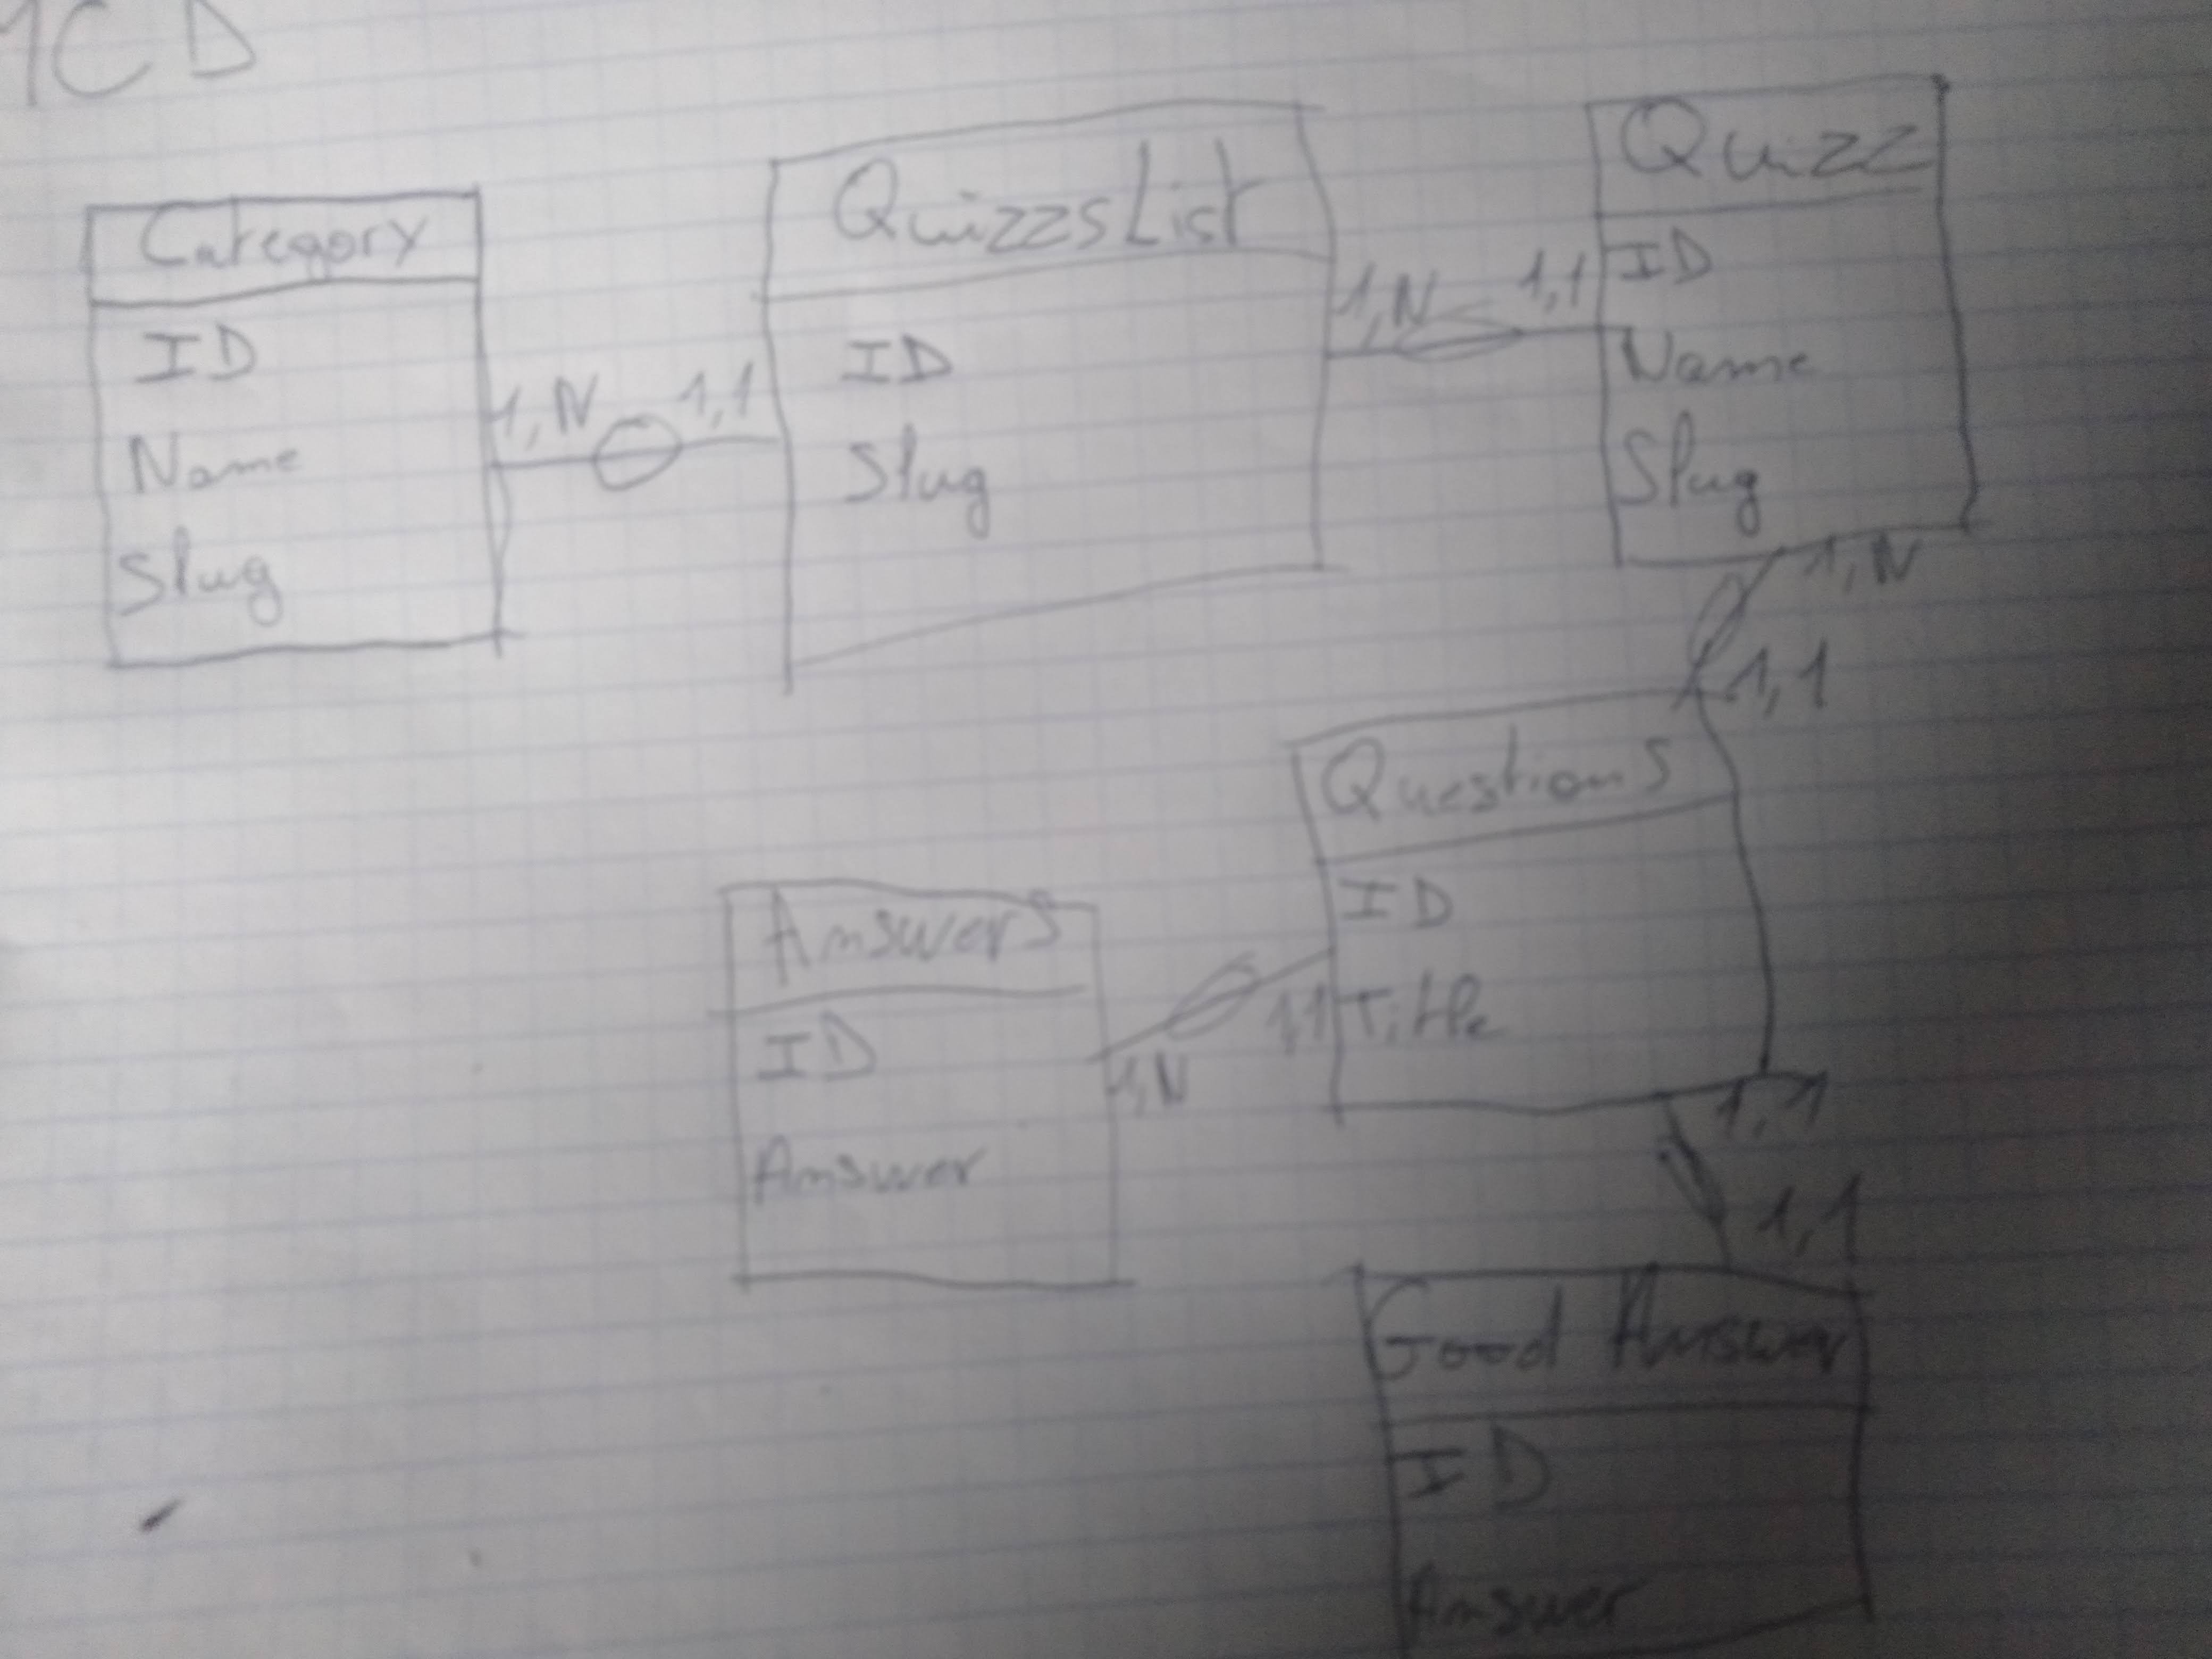 MCD
Category
ID
Name
Slug
1,N
1,1
QuizzsList
ID
Slug
1,N
1,1
Quizz
ID
Name
Slug
1,N
1,1
Questions
ID
Title
1,1
1,N
Answers
ID
Answer
1,1
1,1
Good Answer
ID
Answer